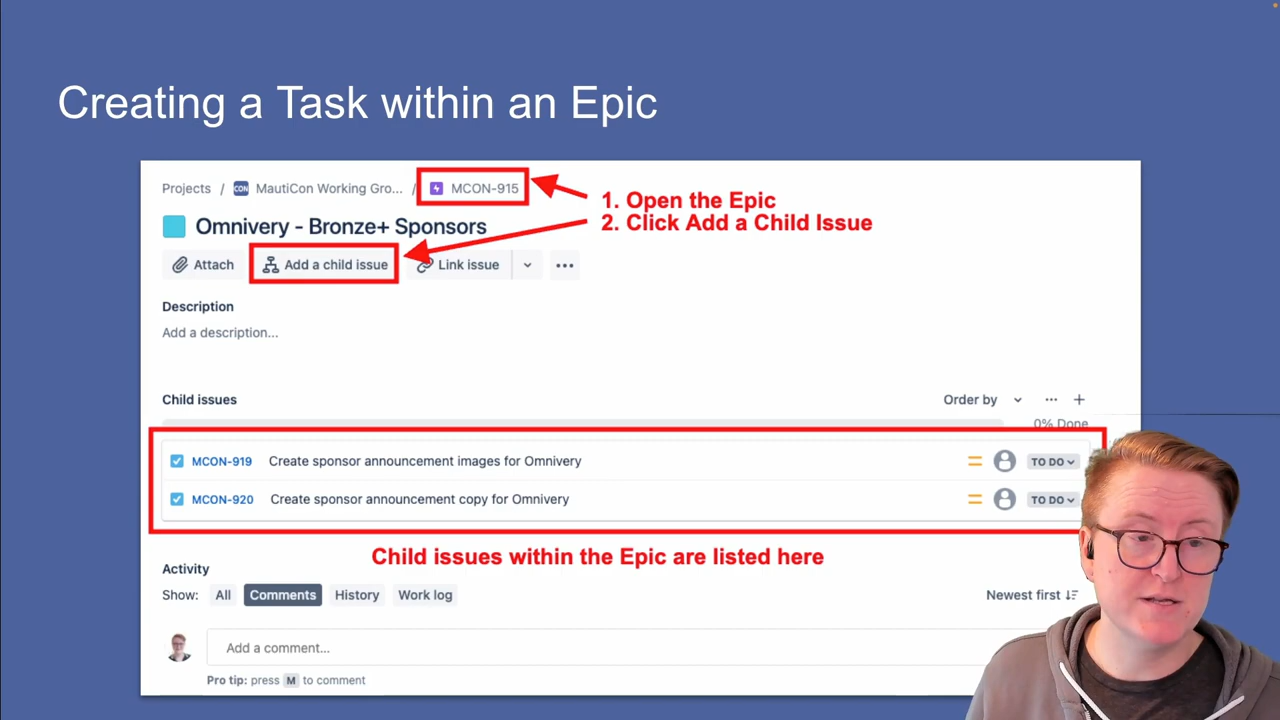 Creating a Task within an Epic
Projects / CON MautiCon Working Gro... / MCON-915
1. Open the Epic
2. Click Add a Child Issue
Omnivery - Bronze+ Sponsors
Attach Add a child issue Link issue
Description
Add a description...
Child issues Order by
0% Done
MCON-919 Create sponsor announcement images for Omnivery TO DO
MCON-920 Create sponsor announcement copy for Omnivery TO DO
Child issues within the Epic are listed here
Activity
Show: All Comments History Work log Newest first
Add a comment...
Pro tip: press M to comment